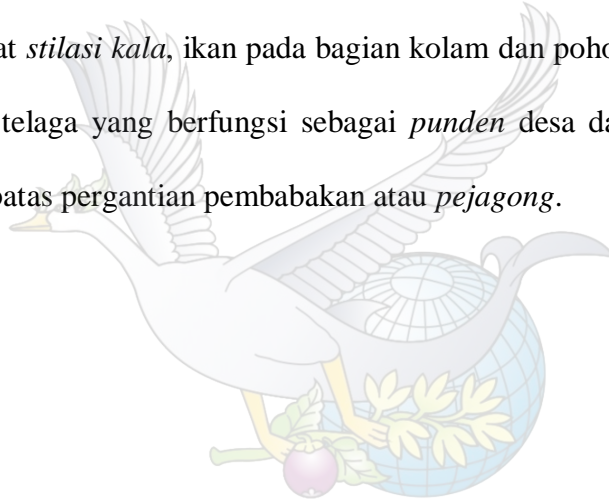 at stilasi kala, ikan pada bagian kolam dan poho
telaga yang berfungsi sebagai punden desa da
batas pergantian pembabakan atau pejagong.